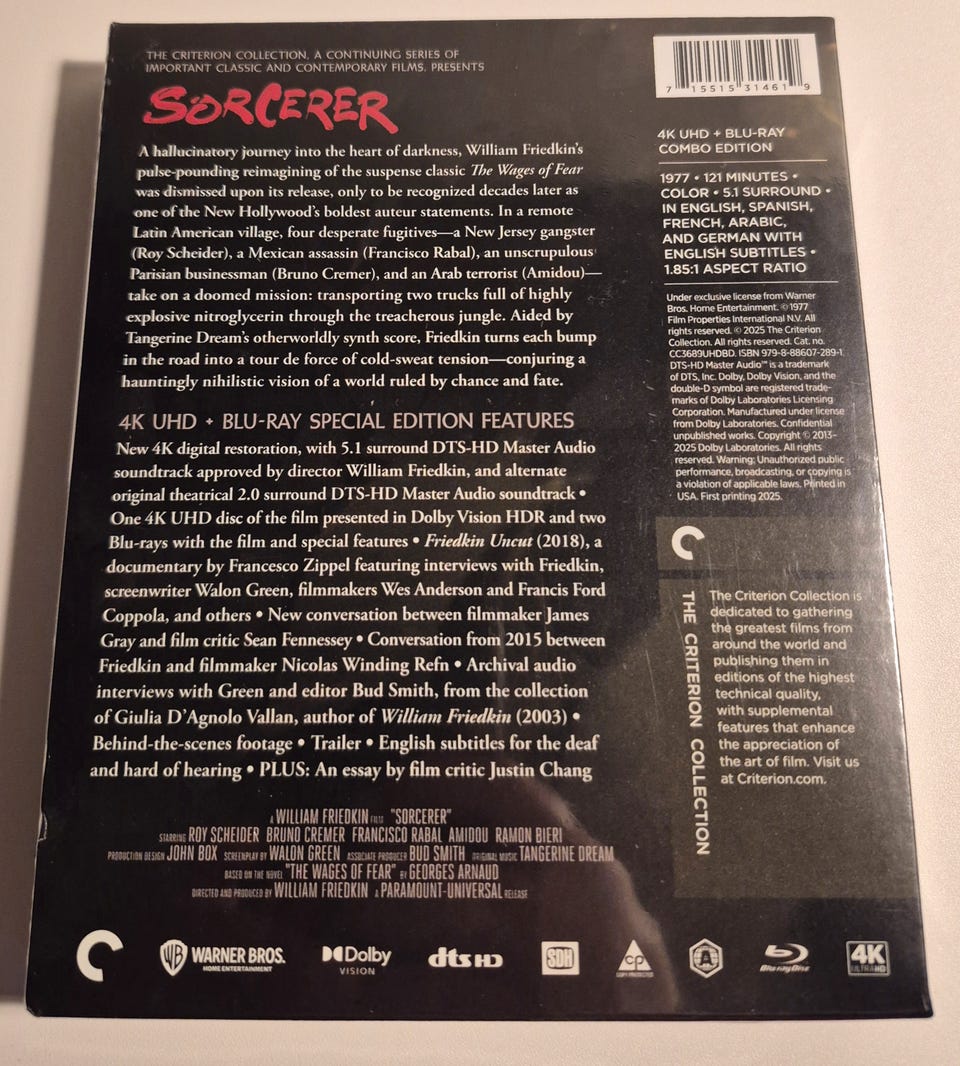 THE CRITERION COLLECTION, A CONTINUING SERIES OF
IMPORTANT CLASSIC AND CONTEMPORARY FILMS, PRESENTS
SORCERER
A hallucinatory journey into the heart of darkness, William Friedkin's
pulse-pounding reimagining of the suspense classic The Wages of Fear
was dismissed upon its release, only to be recognized decades later as
one of the New Hollywood's boldest auteur statements. In a remote
Latin American village, four desperate fugitives—a New Jersey gangster
(Roy Scheider), a Mexican assassin (Francisco Rabal), an unscrupulous
Parisian businessman (Bruno Cremer), and an Arab terrorist (Amidou)—
take on a doomed mission: transporting two trucks full of highly
explosive nitroglycerin through the treacherous jungle. Aided by
Tangerine Dream's otherworldly synth score, Friedkin turns each bump
in the road into a tour de force of cold-sweat tension—conjuring a
hauntingly nihilistic vision of a world ruled by chance and fate.
4K UHD + BLU-RAY SPECIAL EDITION FEATURES
New 4K digital restoration, with 5.1 surround DTS-HD Master Audio
soundtrack approved by director William Friedkin, and alternate
original theatrical 2.0 surround DTS-HD Master Audio soundtrack •
One 4K UHD disc of the film presented in Dolby Vision HDR and two
Blu-rays with the film and special features • Friedkin Uncut (2018), a
documentary by Francesco Zippel featuring interviews with Friedkin,
screenwriter Walon Green, filmmakers Wes Anderson and Francis Ford
Coppola, and others • New conversation between filmmaker James
Gray and film critic Sean Fennessey • Conversation from 2015 between
Friedkin and filmmaker Nicolas Winding Refn • Archival audio
interviews with Green and editor Bud Smith, from the collection
of Giulia D'Agnolo Vallan, author of William Friedkin (2003) •
Behind-the-scenes footage • Trailer • English subtitles for the deaf
and hard of hearing • PLUS: An essay by film critic Justin Chang
A WILLIAM FRIEDKIN FILM "SORCERER"
STARRING ROY SCHEIDER BRUNO CREMER FRANCISCO RABAL AMIDOU RAMON BIERI
PRODUCTION DESIGN JOHN BOX SCREENPLAY BY WALON GREEN ASSOCIATE PRODUCER BUD SMITH ORIGINAL MUSIC TANGERINE DREAM
BASED ON THE NOVEL "THE WAGES OF FEAR" BY GEORGES ARNAUD
DIRECTED AND PRODUCED BY WILLIAM FRIEDKIN A PARAMOUNT-UNIVERSAL RELEASE
7 15515 31461 9
4K UHD + BLU-RAY
COMBO EDITION
1977 • 121 MINUTES •
COLOR • 5.1 SURROUND •
IN ENGLISH, SPANISH,
FRENCH, ARABIC,
AND GERMAN WITH
ENGLISH SUBTITLES •
1.85:1 ASPECT RATIO
Under exclusive license from Warner
Bros. Home Entertainment. © 1977
Film Properties International N.V. All
rights reserved. © 2025 The Criterion
Collection. All rights reserved. Cat. no.
CC3689UHDBD. ISBN 979-8-88607-289-1.
DTS-HD Master Audio™ is a trademark
of DTS, Inc. Dolby, Dolby Vision, and the
double-D symbol are registered trade-
marks of Dolby Laboratories Licensing
Corporation. Manufactured under license
from Dolby Laboratories. Confidential
unpublished works. Copyright © 2013–
2025 Dolby Laboratories. All rights
reserved. Warning: Unauthorized public
performance, broadcasting, or copying is
a violation of applicable laws. Printed in
USA. First printing 2025.
THE CRITERION COLLECTION
The Criterion Collection is
dedicated to gathering
the greatest films from
around the world and
publishing them in
editions of the highest
technical quality,
with supplemental
features that enhance
the appreciation of
the art of film. Visit us
at Criterion.com.
WB WARNER BROS.
HOME ENTERTAINMENT
Dolby
VISION
dts HD
SDH
cp
COPY PROTECTED
A
Blu-ray Disc
4K
ULTRA HD